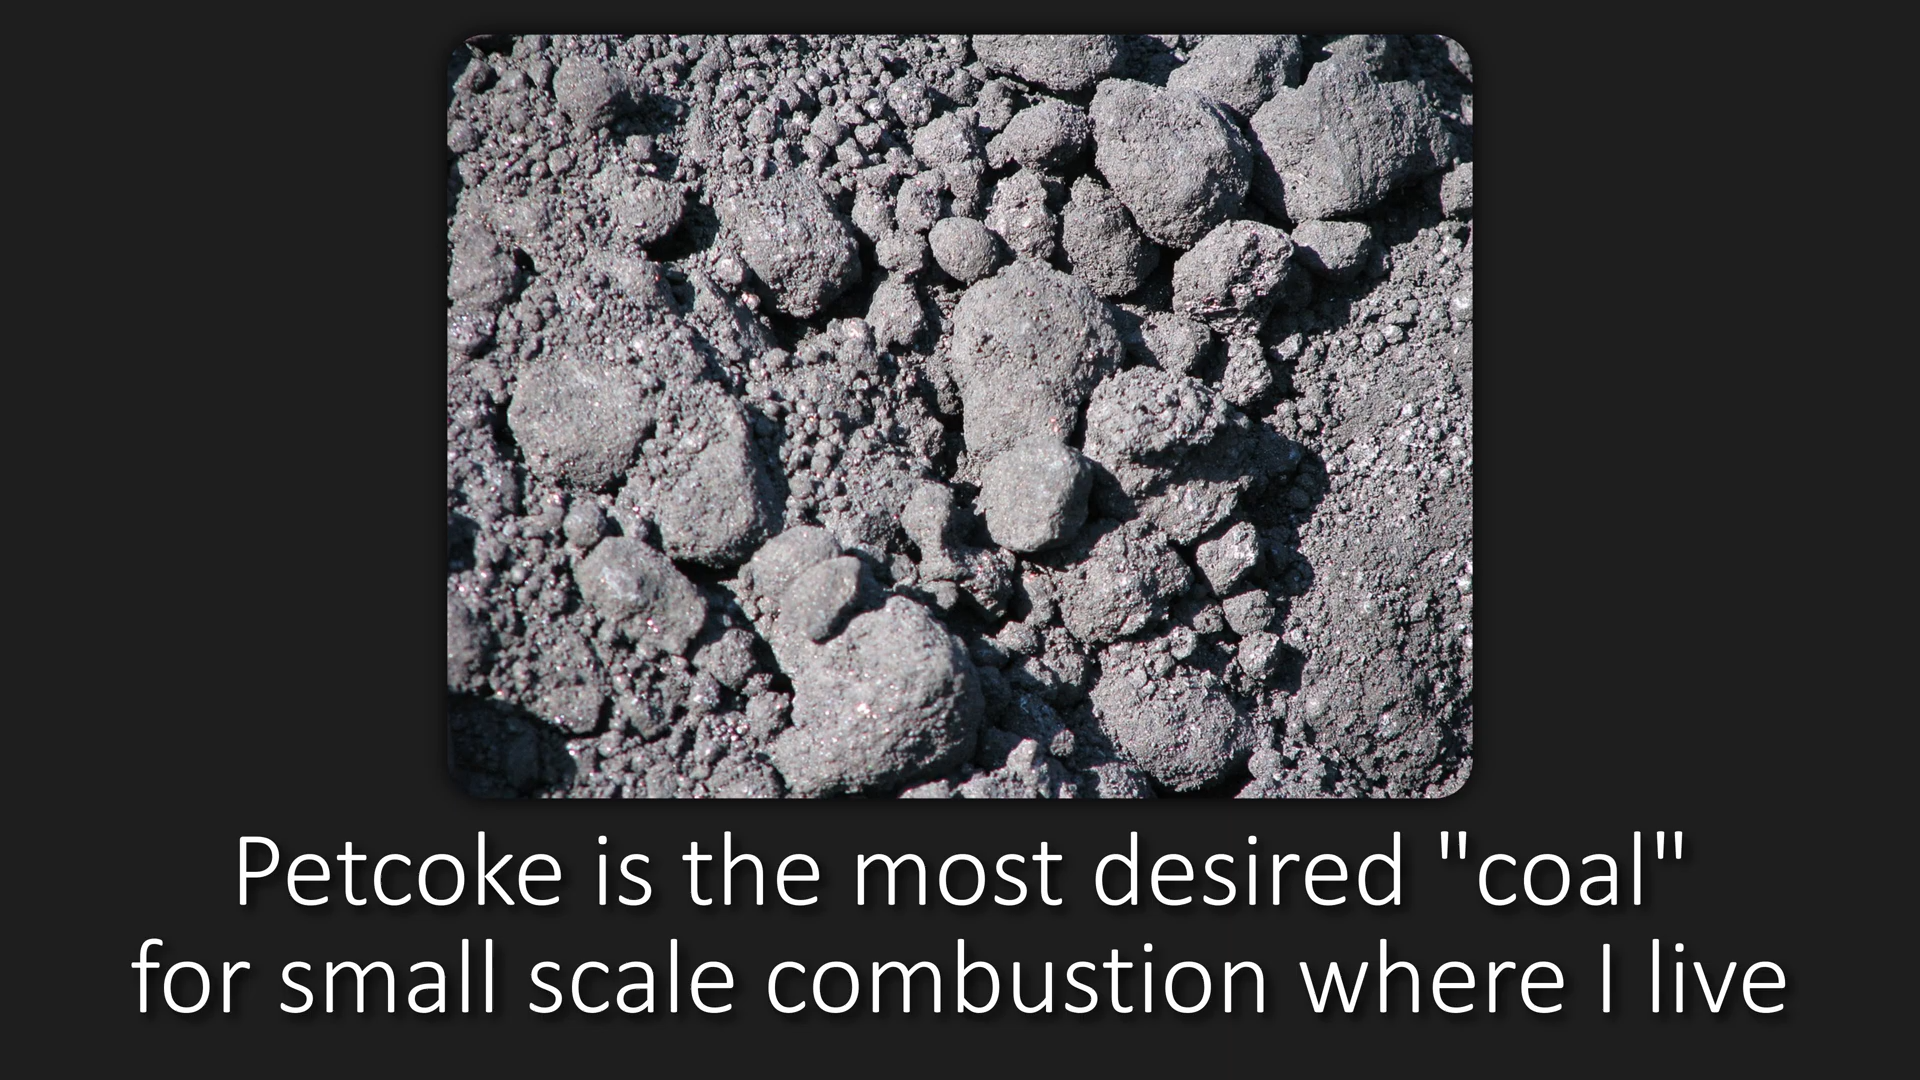 Petcoke is the most desired "coal"
for small scale combustion where I live